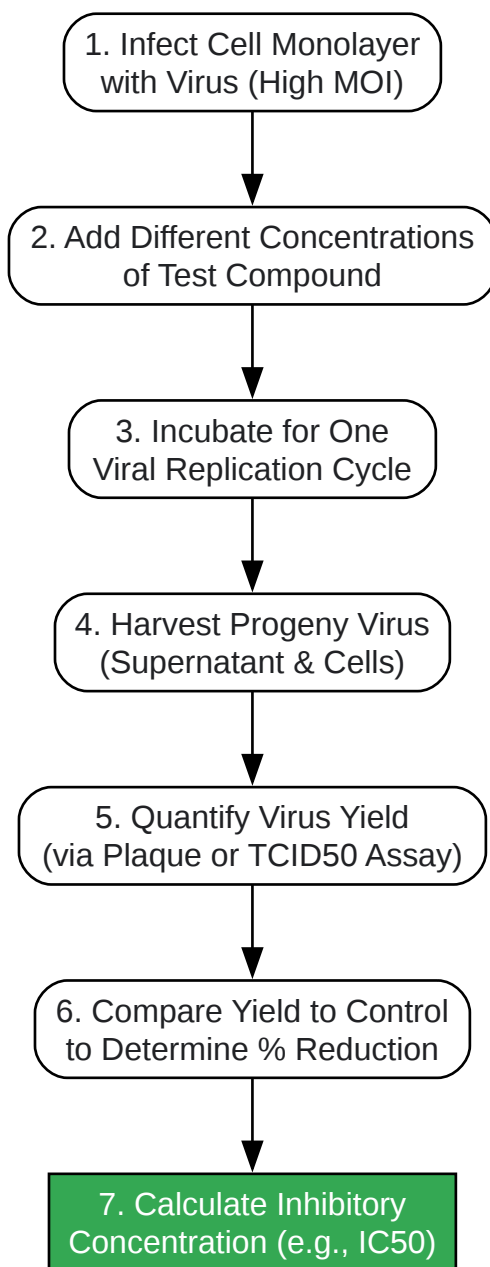 1. Infect Cell Monolayer
with Virus (High MOI)
2. Add Different Concentrations
of Test Compound
3. Incubate for One
Viral Replication Cycle
4. Harvest Progeny Virus
(Supernatant & Cells)
5. Quantify Virus Yield
(via Plaque or TCID50 Assay)
6. Compare Yield to Control
to Determine % Reduction
7. Calculate Inhibitory
Concentration (e.g., IC50)